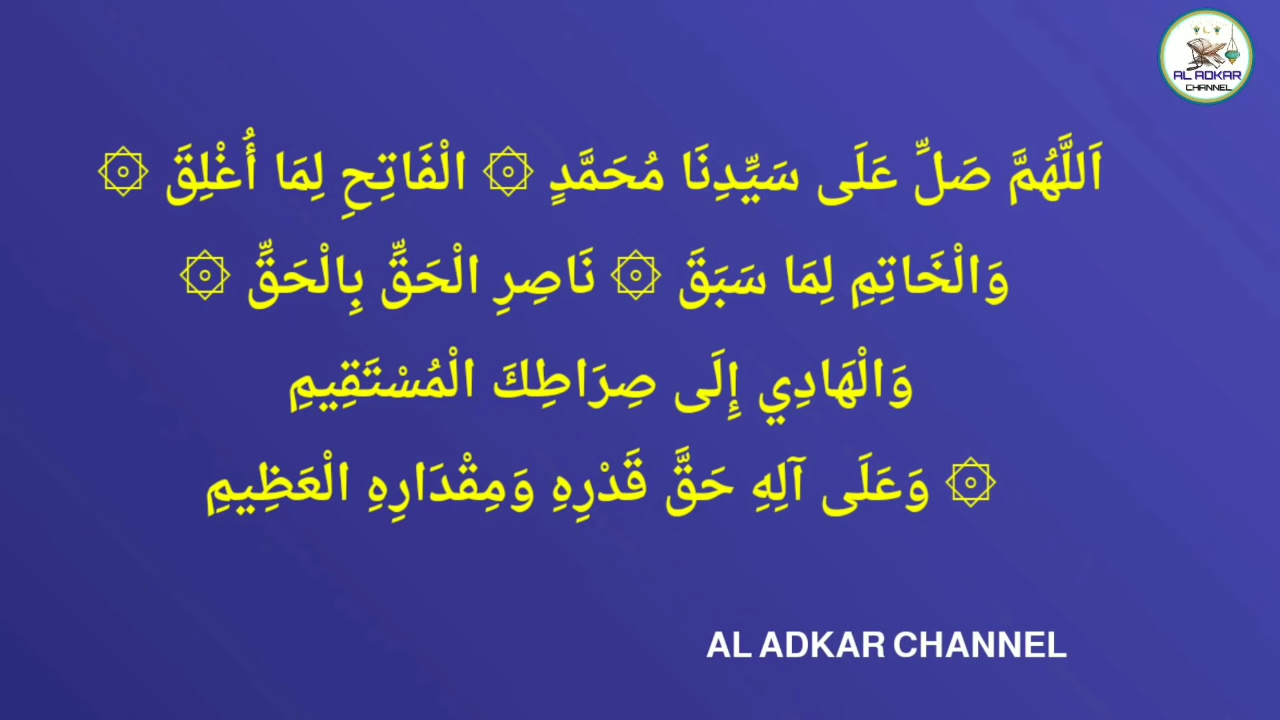 AL ADKAR
CHANNEL
اَللَّهُمَّ صَلِّ عَلَى سَيِّدِنَا مُحَمَّدٍ ۞ الْفَاتِحِ لِمَا أُغْلِقَ ۞
وَالْخَاتِمِ لِمَا سَبَقَ ۞ نَاصِرِ الْحَقِّ بِالْحَقِّ ۞
وَالْهَادِي إِلَى صِرَاطِكَ الْمُسْتَقِيمِ
۞ وَعَلَى آلِهِ حَقَّ قَدْرِهِ وَمِقْدَارِهِ الْعَظِيمِ
AL ADKAR CHANNEL